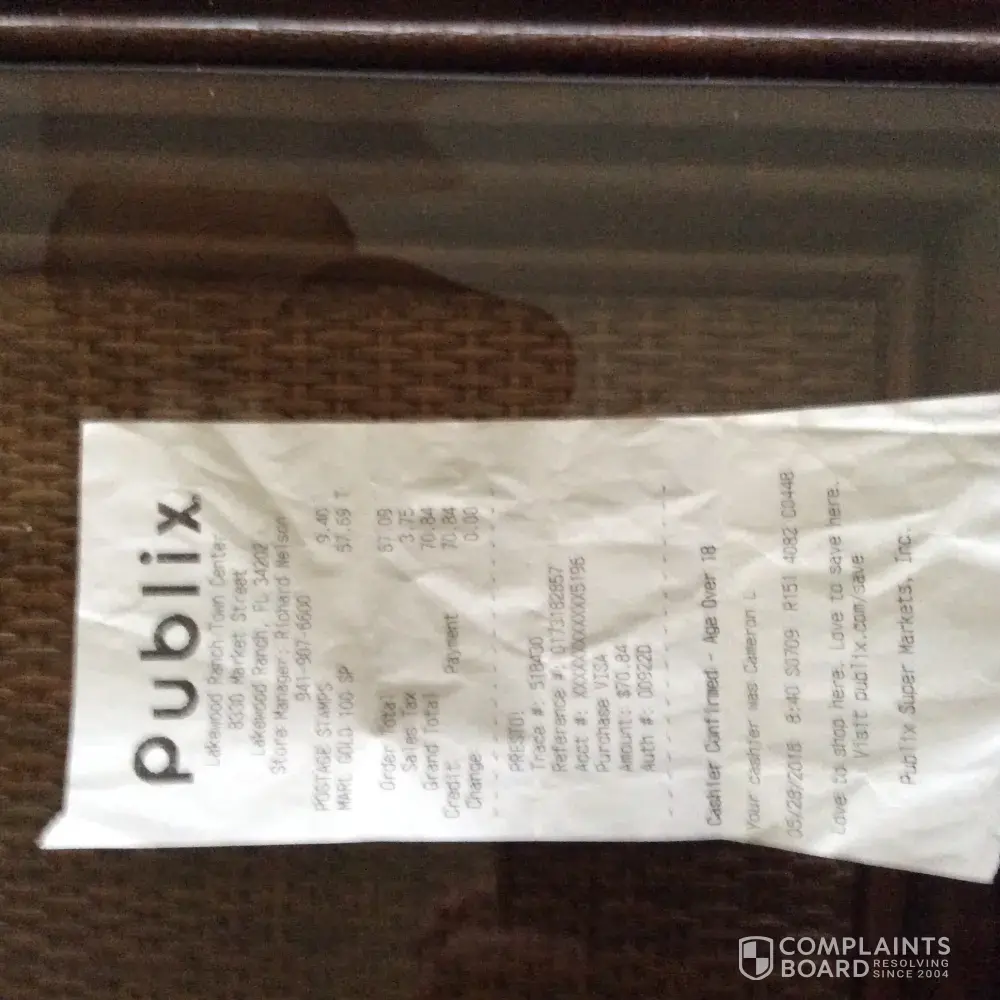 Publix
Lakewood Ranch Town Center
8330 Market Street
Lakewood Ranch, FL 34202
Store Manager: Richard Nelson
941-907-6600
POSTAGE STAMPS 9.40
MARL GOLD 100 SP 57.69 T
Order Total 67.09
Sales Tax 3.75
Grand Total 70.84
Credit Payment 70.84
Change 0.00
PRESTO!
Trace #:
Reference #: 0173182857
Acct #: XXXXXXXXXXXX5195
Purchase VISA
Amount: $70.84
Auth #: 00922D
Cashier Confirmed - Age Over 18
Your cashier was Cameron L
05/28/2018 8:40 S0709 R151 4082 C0448
Love to shop here. Love to save here.
Visit publix.com/save
Publix Super Markets, Inc.
COMPLAINTS
BOARD RESOLVING
SINCE 2004